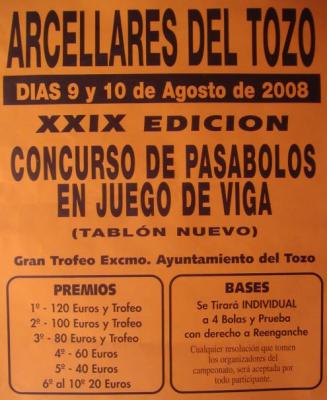 ARCELLARES DEL TOZO
DIAS 9 y 10 de Agosto de 2008
XXIX EDICION
CONCURSO DE PASABOLOS
EN JUEGO DE VIGA
(TABLÓN NUEVO)
Gran Trofeo Excmo. Ayuntamiento del Tozo
PREMIOS
1º - 120 Euros y Trofeo
2º - 100 Euros y Trofeo
3º - 80 Euros y Trofeo
4º - 60 Euros
5º - 40 Euros
6º al 10º 20 Euros
BASES
Se Tirará INDIVIDUAL
a 4 Bolas y Prueba
con derecho a Reenganche
Cualquier resolución que tomen
los organizadores del
campeonato, será aceptada por
todo participante.